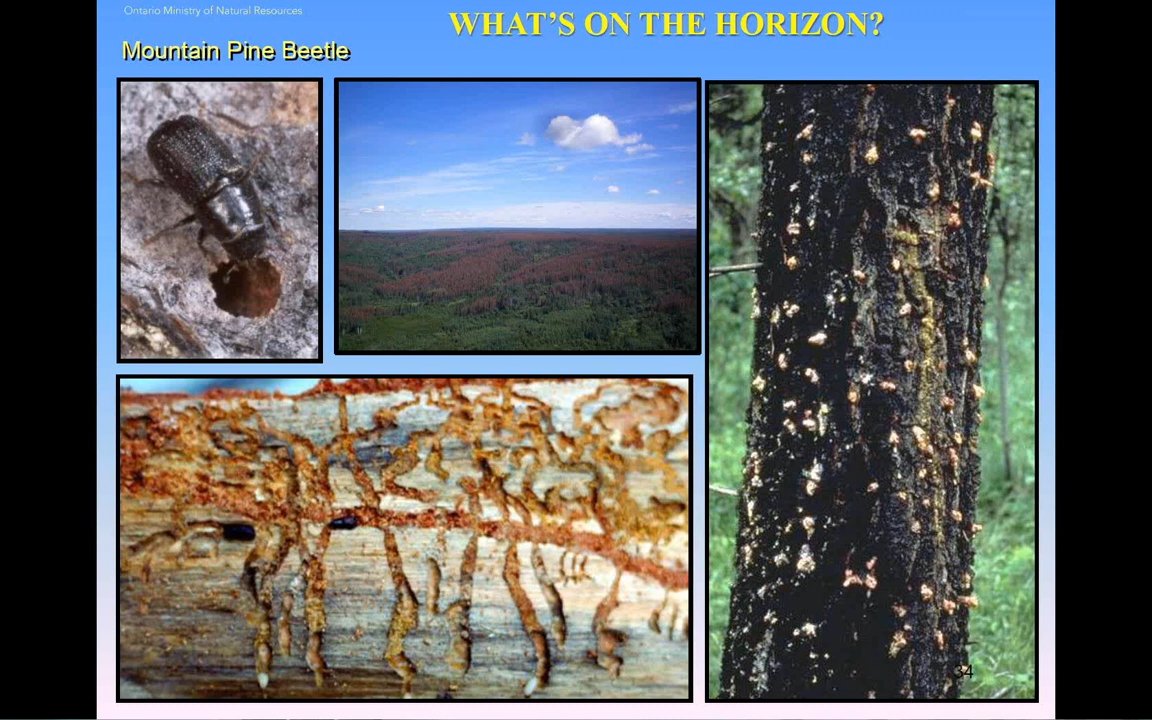 Ontario Ministry of Natural Resources
WHAT'S ON THE HORIZON?
Mountain Pine Beetle
34